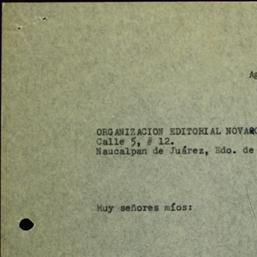 Ag
ORGANIZACION EDITORIAL NOVARO
Calle 5, # 12.
Naucalpan de Juárez, Edo. de
Muy señores míos: